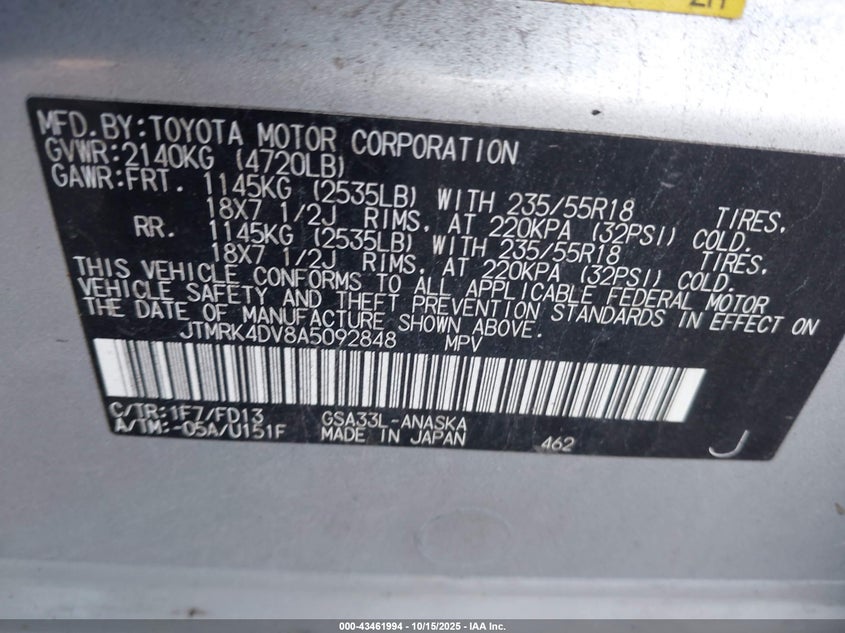 MFD.BY:TOYOTA MOTOR CORPORATION
GVWR:2140KG (4720LB)
GAWR:FRT. 1145KG (2535LB) WITH 235/55R18 TIRES,
18X7 1/2J RIMS, AT 220KPA (32PSI) COLD.
RR. 1145KG (2535LB) WITH 235/55R18 TIRES,
18X7 1/2J RIMS, AT 220KPA (32PSI) COLD.
THIS VEHICLE CONFORMS TO ALL APPLICABLE FEDERAL MOTOR
VEHICLE SAFETY AND THEFT PREVENTION STANDARDS IN EFFECT ON
THE DATE OF MANUFACTURE SHOWN ABOVE.
JTMRK4DV8A5092848 MPV
C/TR:1F7/FD13 GSA33L-ANASKA
A/TM:-05A/U151F MADE IN JAPAN 462 J
000-43461994 - 10/15/2025 - IAA Inc.